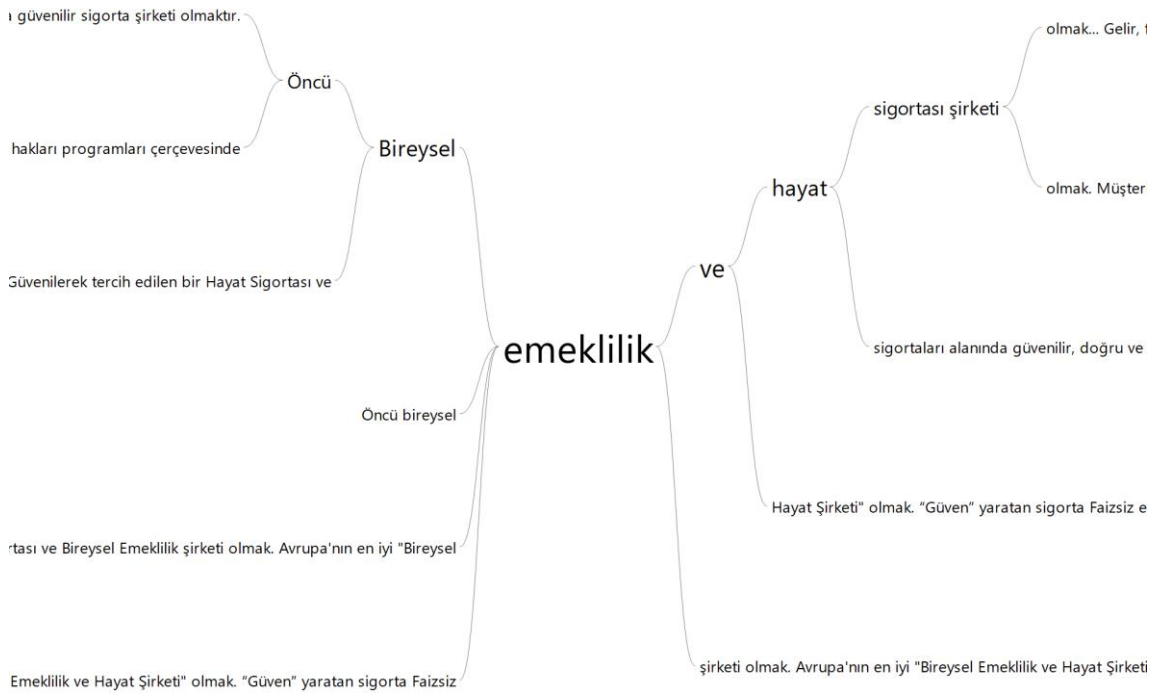 güvenilir sigorta şirketi olmaktır.
Öncü
hakları programları çerçevesinde
Bireysel
Güvenilerek tercih edilen bir Hayat Sigortası ve
Öncü bireysel
ve Bireysel Emeklilik şirketi olmak. Avrupa'nın en iyi "Bireysel
Emeklilik ve Hayat Şirketi" olmak. “Güven” yaratan sigorta Faizsiz
emeklilik
ve
hayat
sigortası şirketi
olmak... Gelir,
olmak.
sigortaları alanında güvenilir, doğru ve
Hayat Şirketi" olmak. “Güven” yaratan sigorta Faizsiz
şirketi olmak. Avrupa'nın en iyi "Bireysel Emeklilik ve Hayat